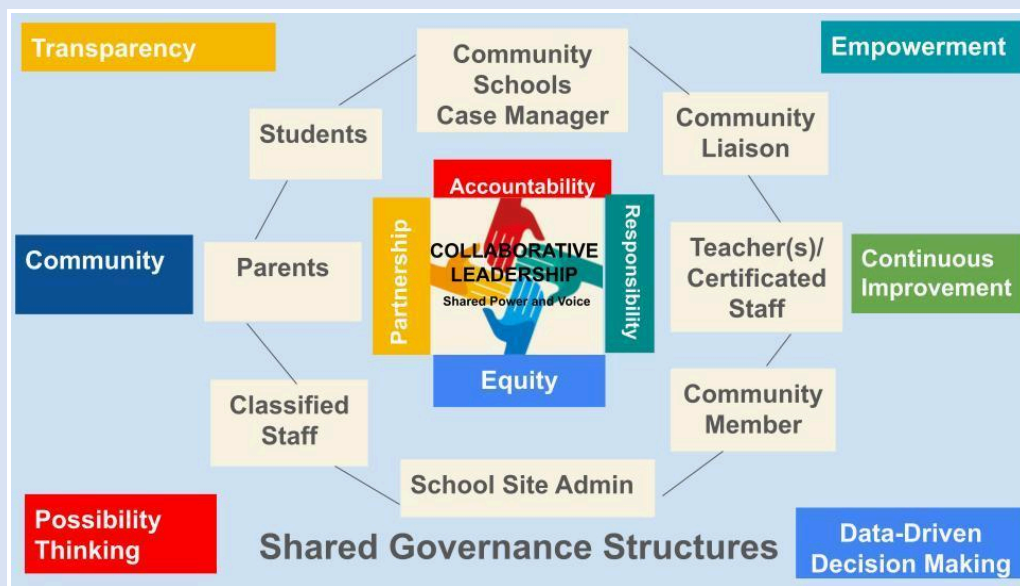 Transparency
Community
Schools
Case Manager
Empowerment
Students
Community
Liaison
Accountability
Partnership
COLLABORATIVE
LEADERSHIP
Shared Power and Voice
Responsibility
Equity
Community
Parents
Teacher(s)/
Certificated
Staff
Continuous
Improvement
Classified
Staff
Community
Member
School Site Admin
Possibility
Thinking
Shared Governance Structures
Data-Driven
Decision Making